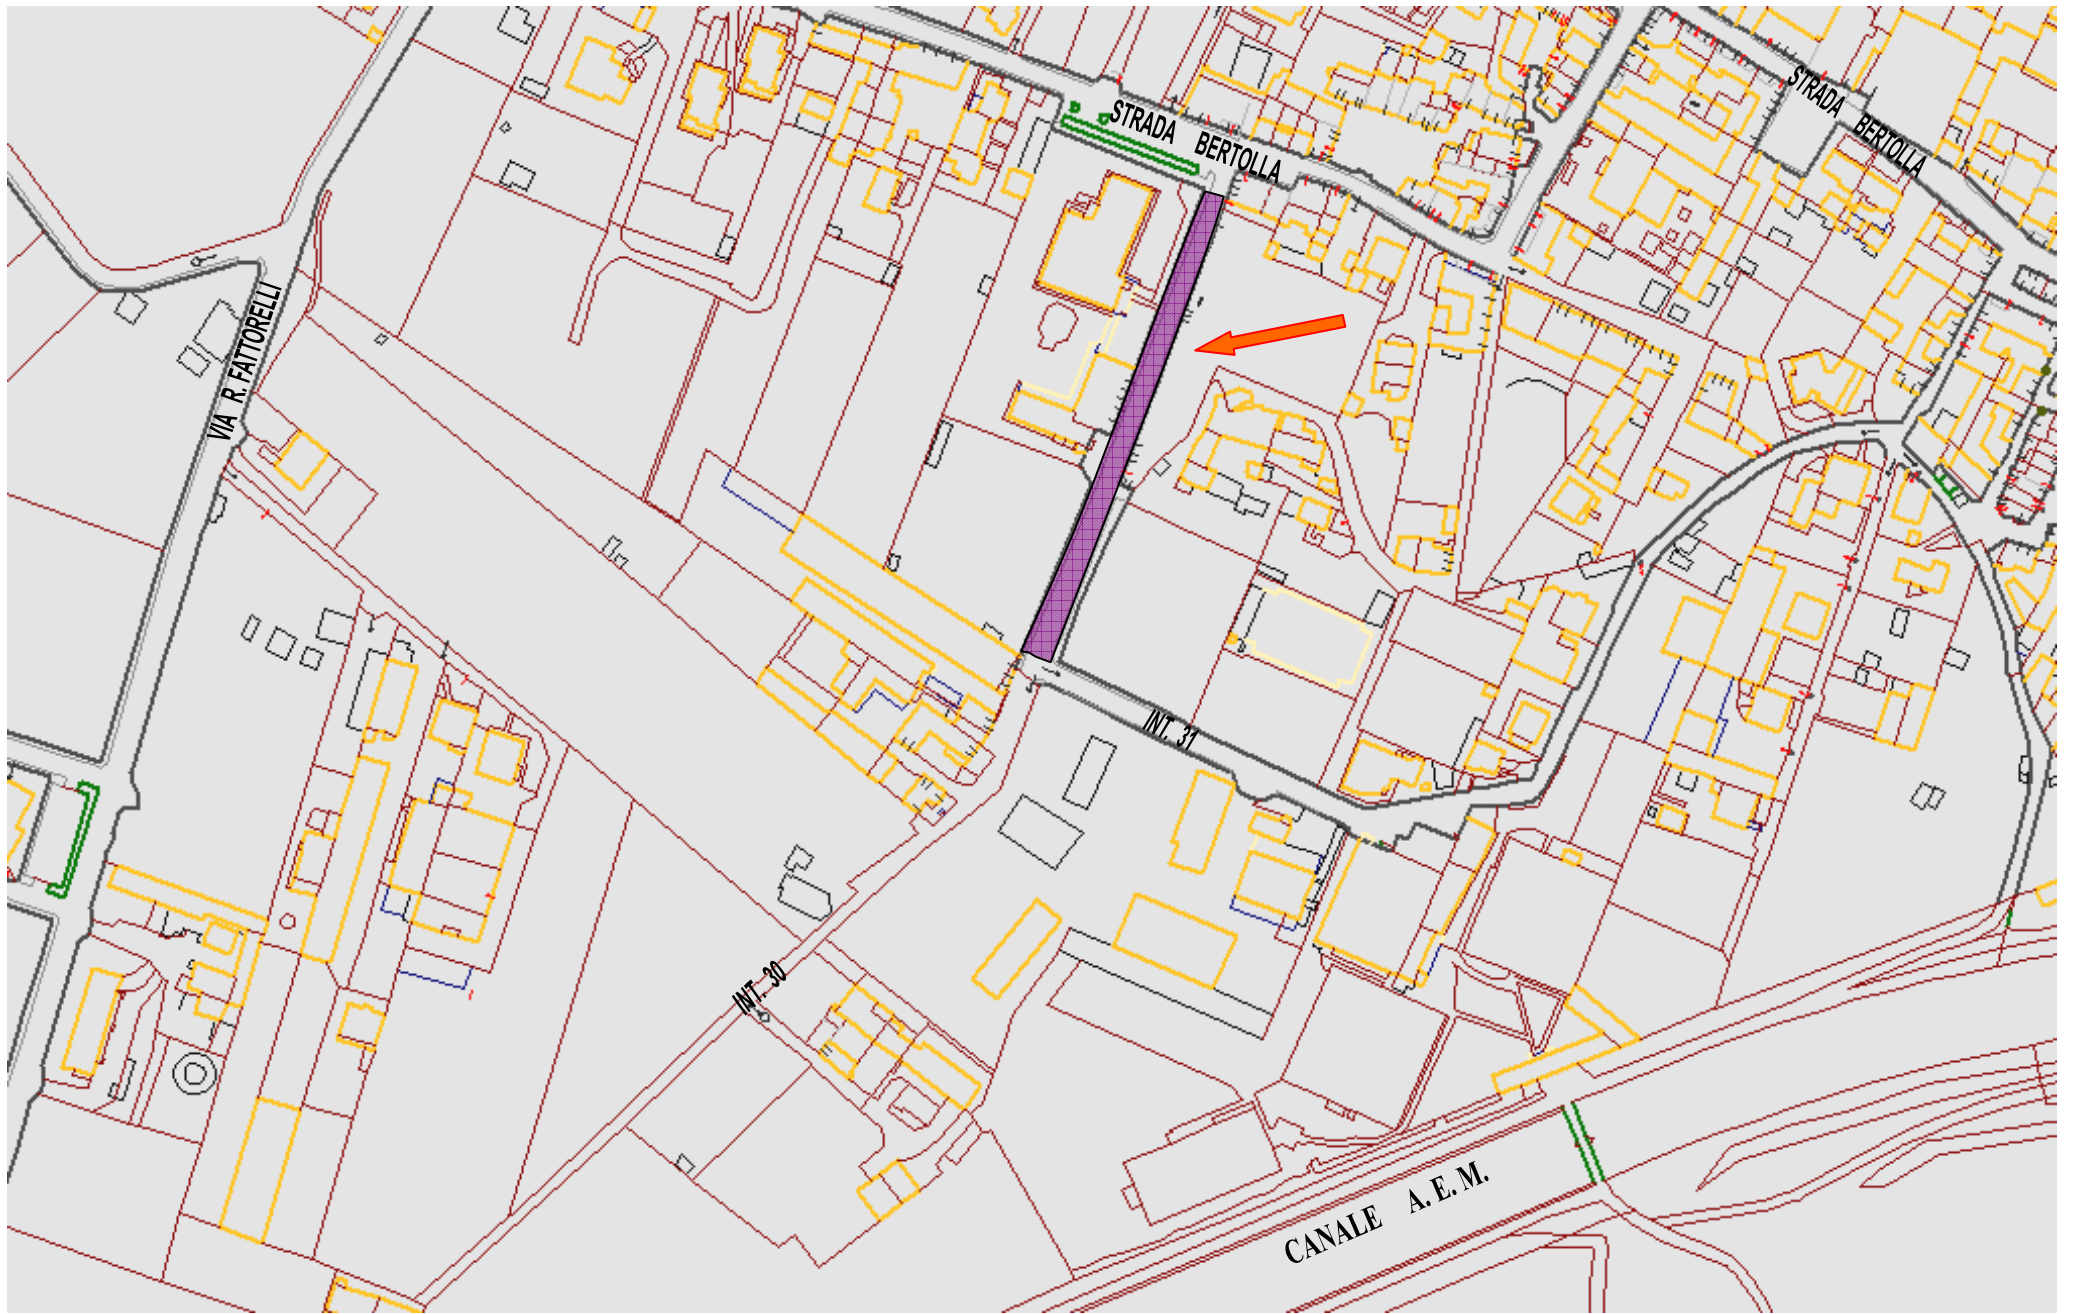 STRADA BERTOLLA
STRADA BERTOLLA
VIA R. FATTORELLI
INT. 31
INT. 30
CANALE A. E. M.